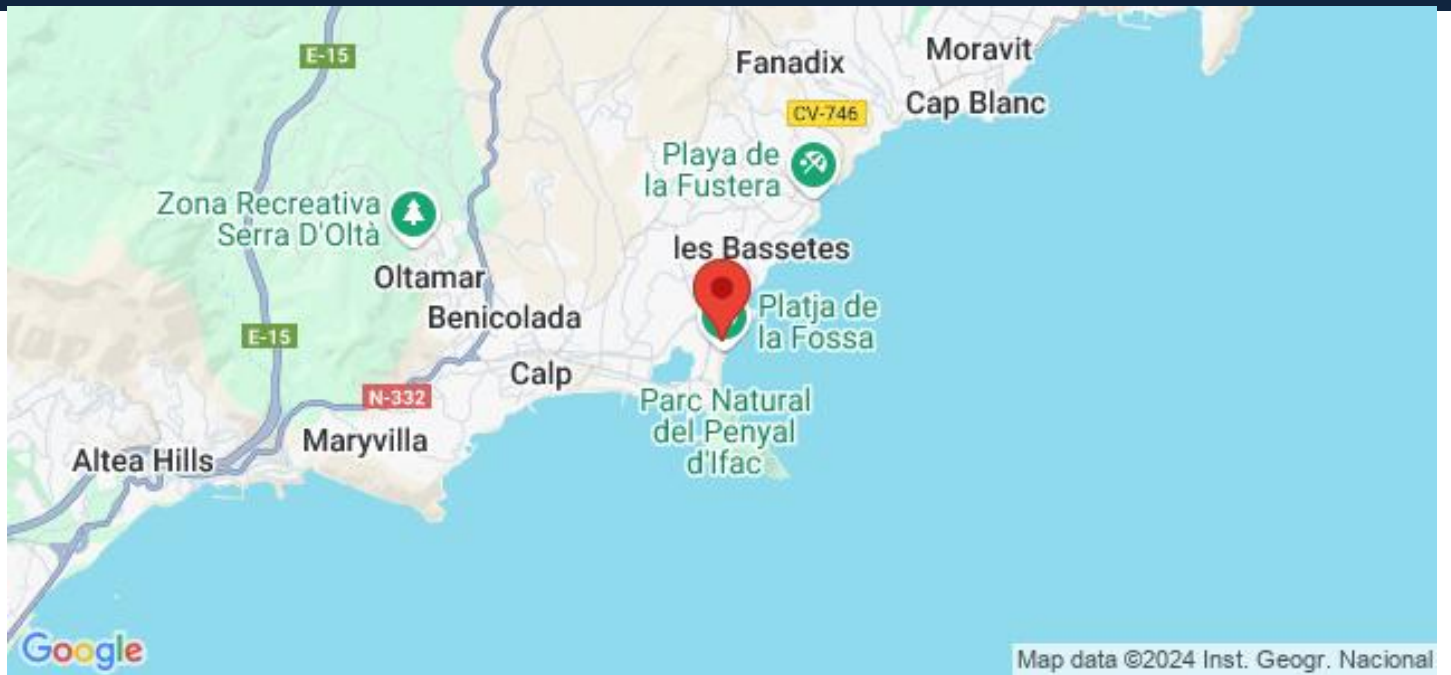 E-15
Fanadix
Moravit
CV-746
Cap Blanc
Playa de
la Fustera
Zona Recreativa
Serra D'Oltà
les Bassetes
Oltamar
Benicolada
Platja de
la Fossa
E-15
Calp
N-332
Parc Natural
del Penyal
d'Ifac
Maryvilla
Altea Hills
Google
Map data ©2024 Inst. Geogr. Nacional